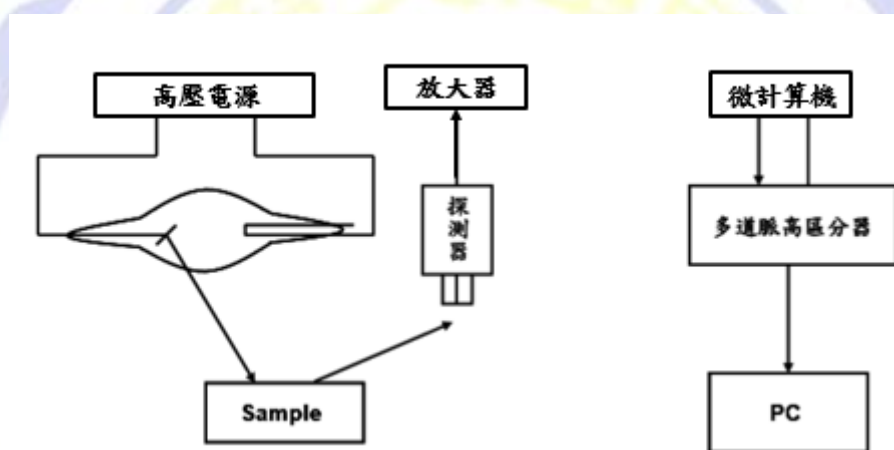 高壓電源
放大器
微計算機
探
測
器
多道脈高區分器
Sample
PC